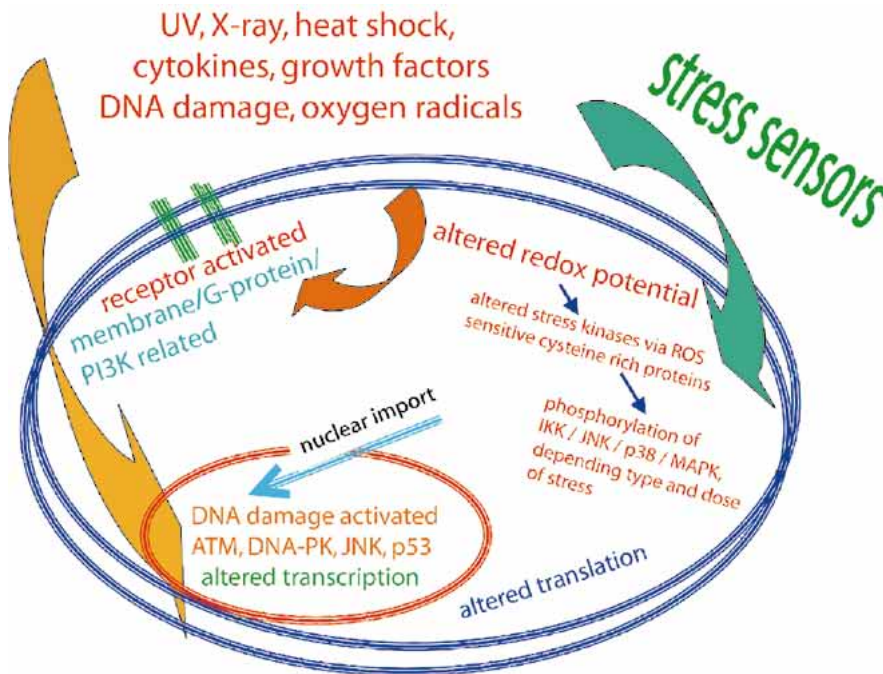 UV, X-ray, heat shock,
cytokines, growth factors
DNA damage, oxygen radicals
stress sensors
receptor activated
membrane/G-protein/
PI3K related
altered redox potential
altered stress kinases via ROS
sensitive cysteine rich proteins
phosphorylation of
IKK / JNK / p38 / MAPK,
depending type and dose
of stress
nuclear import
DNA damage activated
ATM, DNA-PK, JNK, p53
altered transcription
altered translation